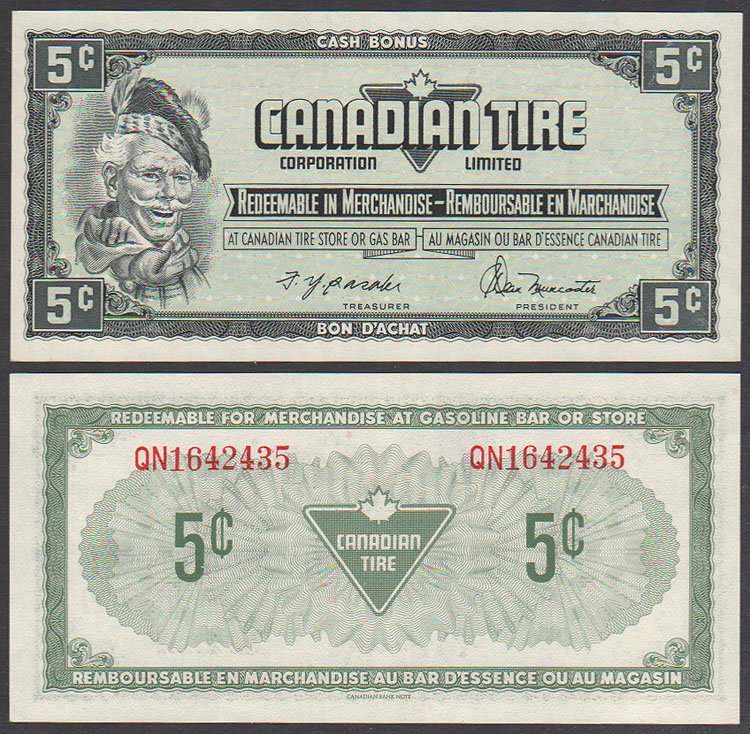 CASH BONUS
5¢ 5¢
CANADIAN TIRE
CORPORATION LIMITED
REDEEMABLE IN MERCHANDISE–REMBOURSABLE EN MARCHANDISE
AT CANADIAN TIRE STORE OR GAS BAR AU MAGASIN OU BAR D'ESSENCE CANADIAN TIRE
Dean Muncaster
TREASURER PRESIDENT
5¢ 5¢
BON D'ACHAT
REDEEMABLE FOR MERCHANDISE AT GASOLINE BAR OR STORE
QN1642435 QN1642435
5¢ 5¢
CANADIAN
TIRE
REMBOURSABLE EN MARCHANDISE AU BAR D'ESSENCE OU AU MAGASIN
CANADIAN BANK NOTE